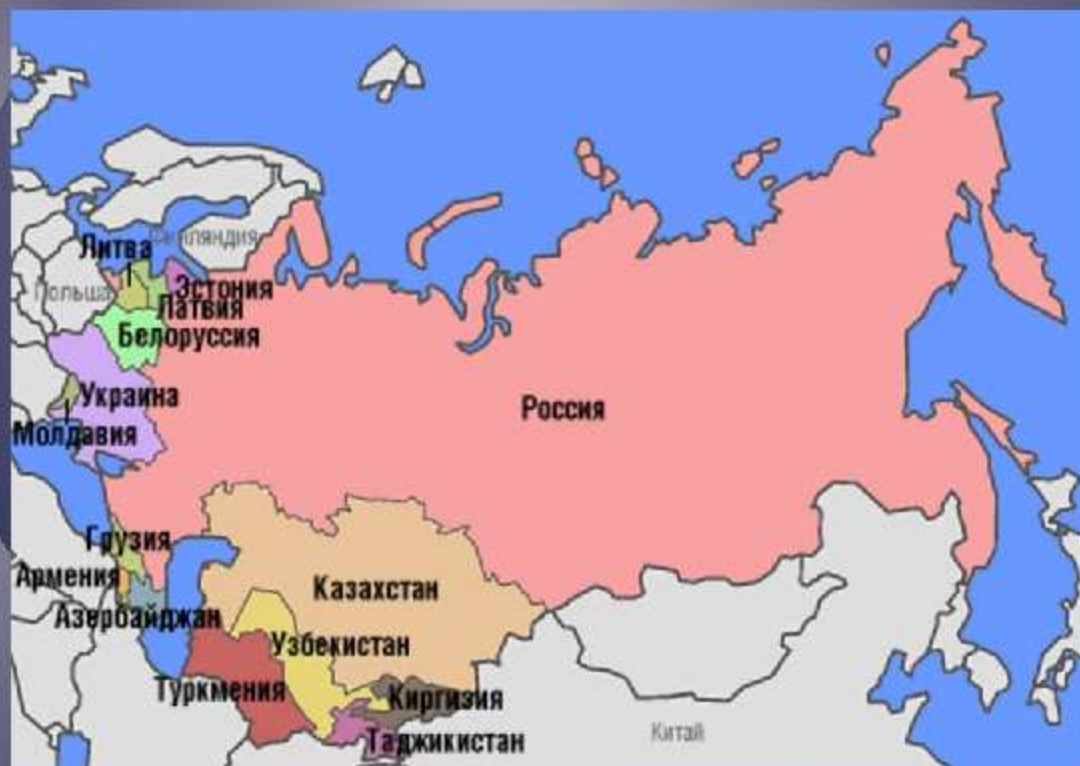 Литва
Финляндия
Польша
Эстония
Латвия
Белоруссия
Украина
Россия
Молдавия
Грузия
Армения
Казахстан
Азербайджан
Узбекистан
Туркмения
Киргизия
Китай
Таджикистан